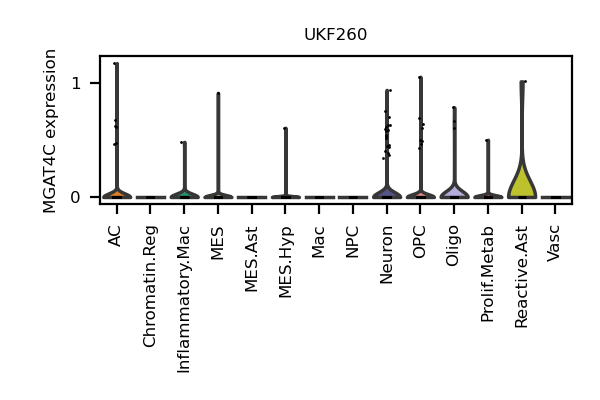 UKF260
MGAT4C expression
1
0
AC
Chromatin.Reg
Inflammatory.Mac
MES
MES.Ast
MES.Hyp
Mac
NPC
Neuron
OPC
Oligo
Prolif.Metab
Reactive.Ast
Vasc